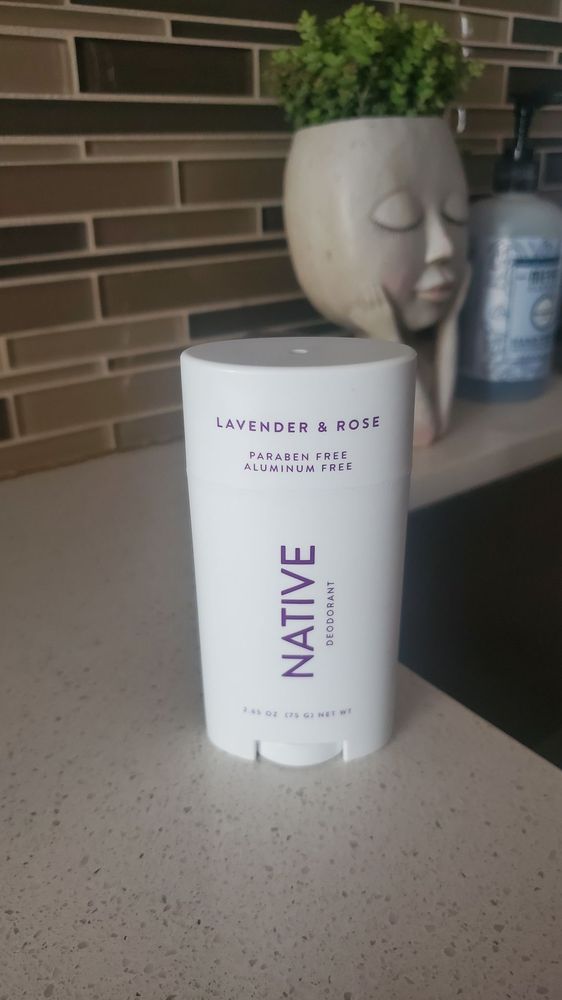 LAVENDER & ROSE
PARABEN FREE
ALUMINUM FREE
NATIVE
DEODORANT
2.65 OZ (75 G) NET WT